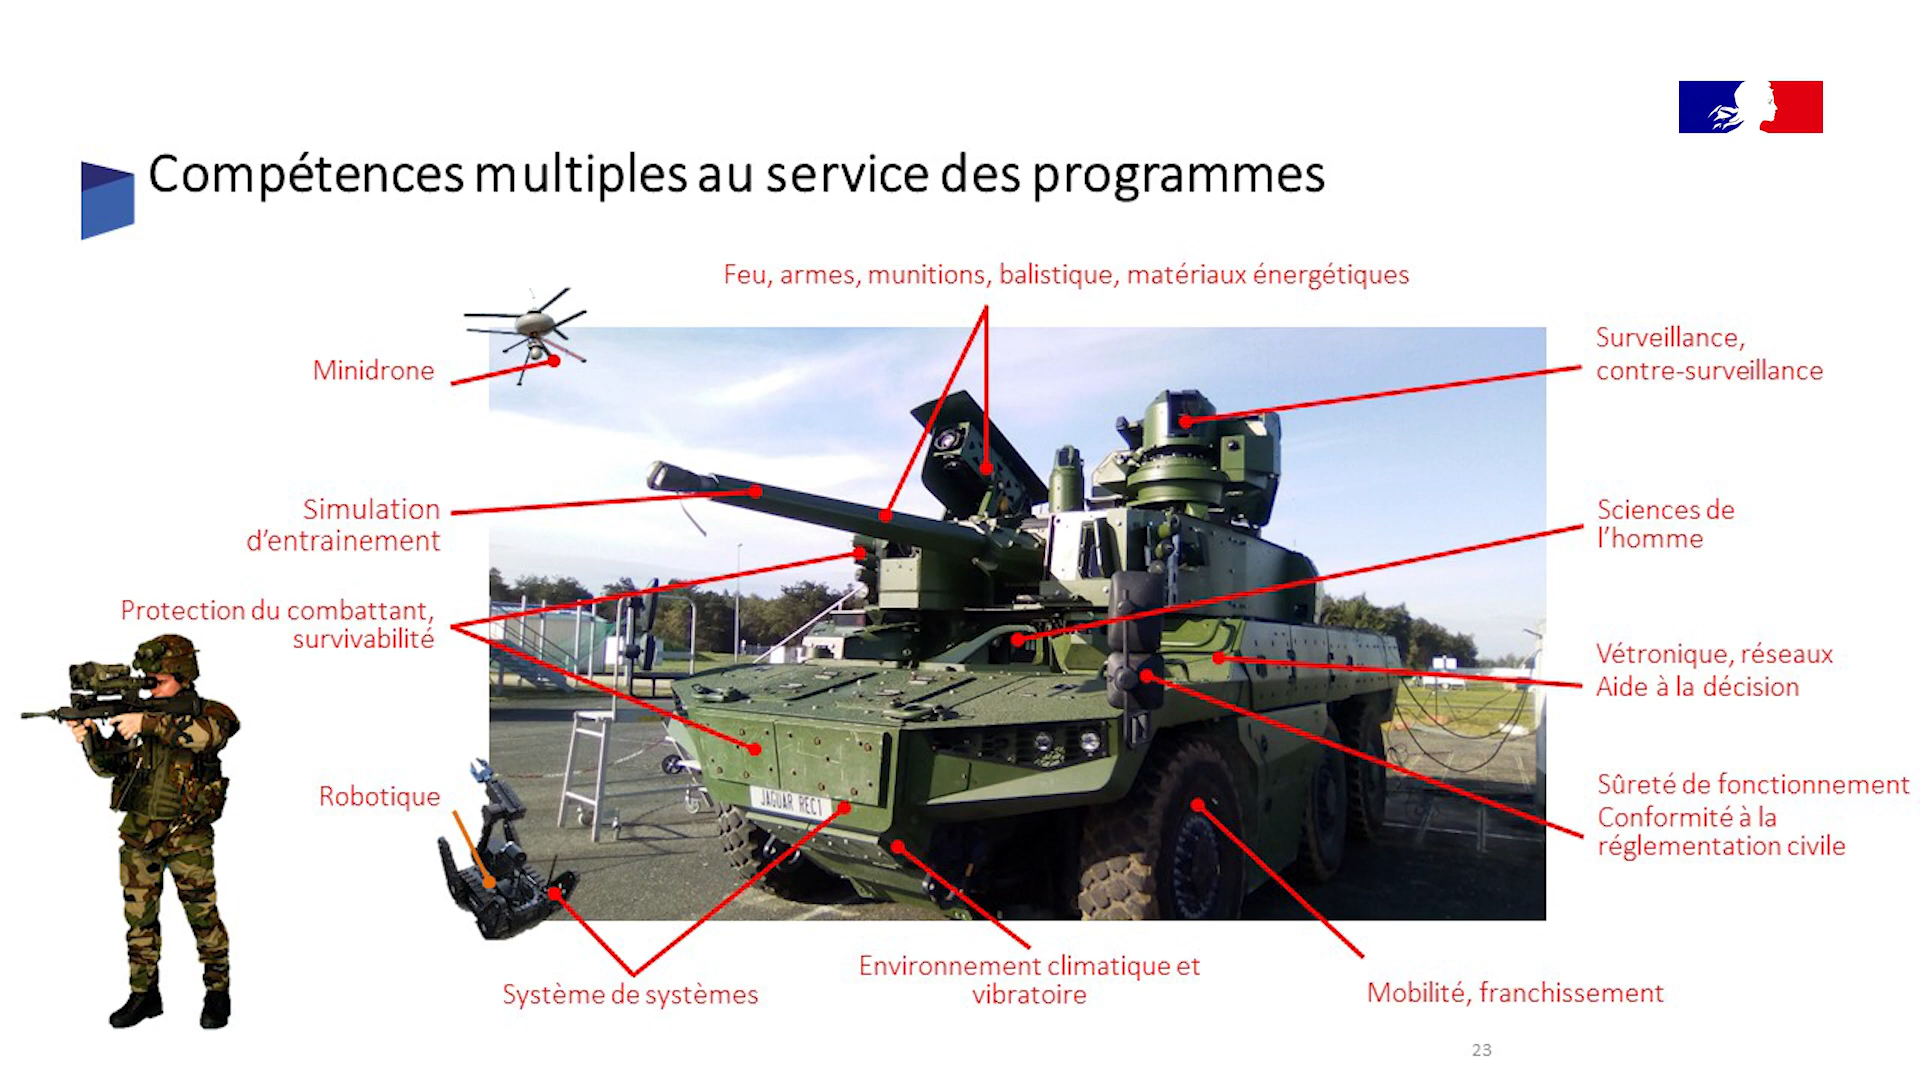 Compétences multiples au service des programmes
Feu, armes, munitions, balistique, matériaux énergétiques
Minidrone
Surveillance,
contre-surveillance
Simulation
d’entrainement
Sciences de
l’homme
Protection du combattant,
survivabilité
Vétronique, réseaux
Aide à la décision
Robotique
JAGUAR REC1
Sûreté de fonctionnement
Conformité à la
réglementation civile
Système de systèmes
Environnement climatique et
vibratoire
Mobilité, franchissement
23